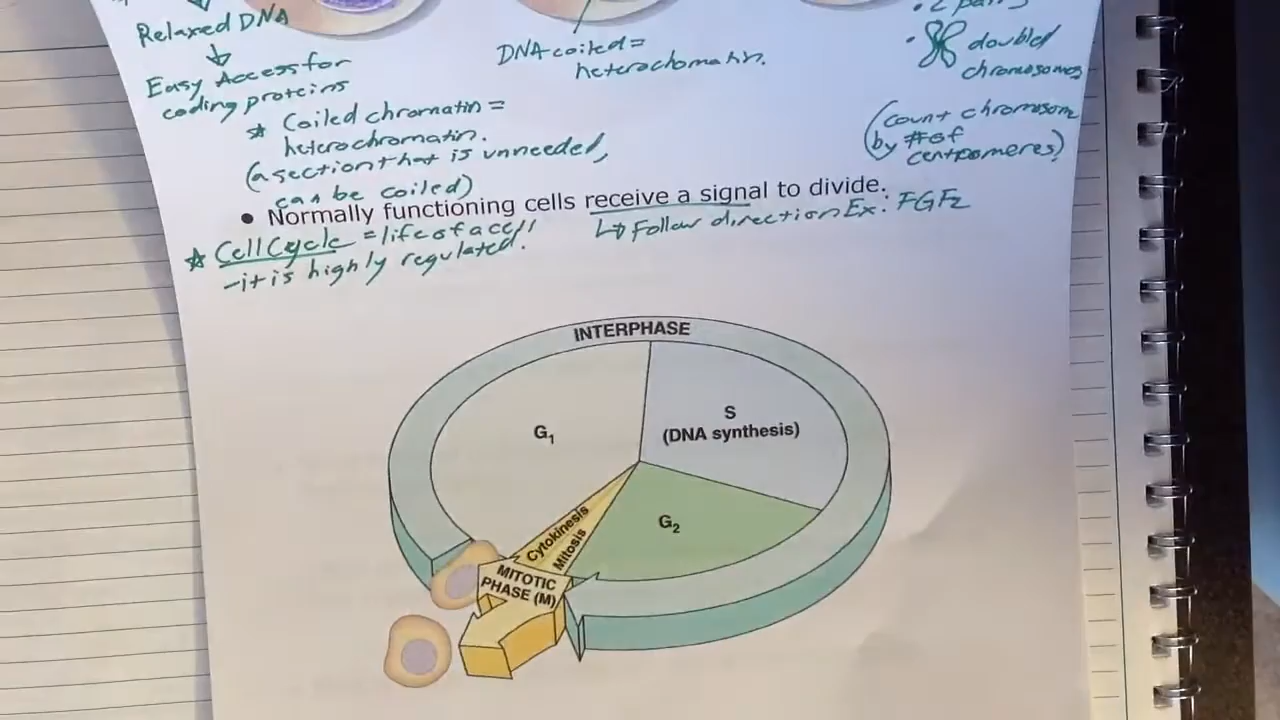 Relaxed DNA
Easy Access for
coding proteins
DNA coiled =
heterochomatin.
doubled
chromosomes
* Coiled chromatin =
heterochromatin.
(a section that is unneeded,
can be coiled)
(count chromosom
by # of
centromeres)
• Normally functioning cells receive a signal to divide.
↳ Follow direction Ex: FGF2
* Cell Cycle = life of a cell
- it is highly regulated.
INTERPHASE
G₁
S
(DNA synthesis)
G₂
Cytokinesis
Mitosis
MITOTIC
PHASE (M)